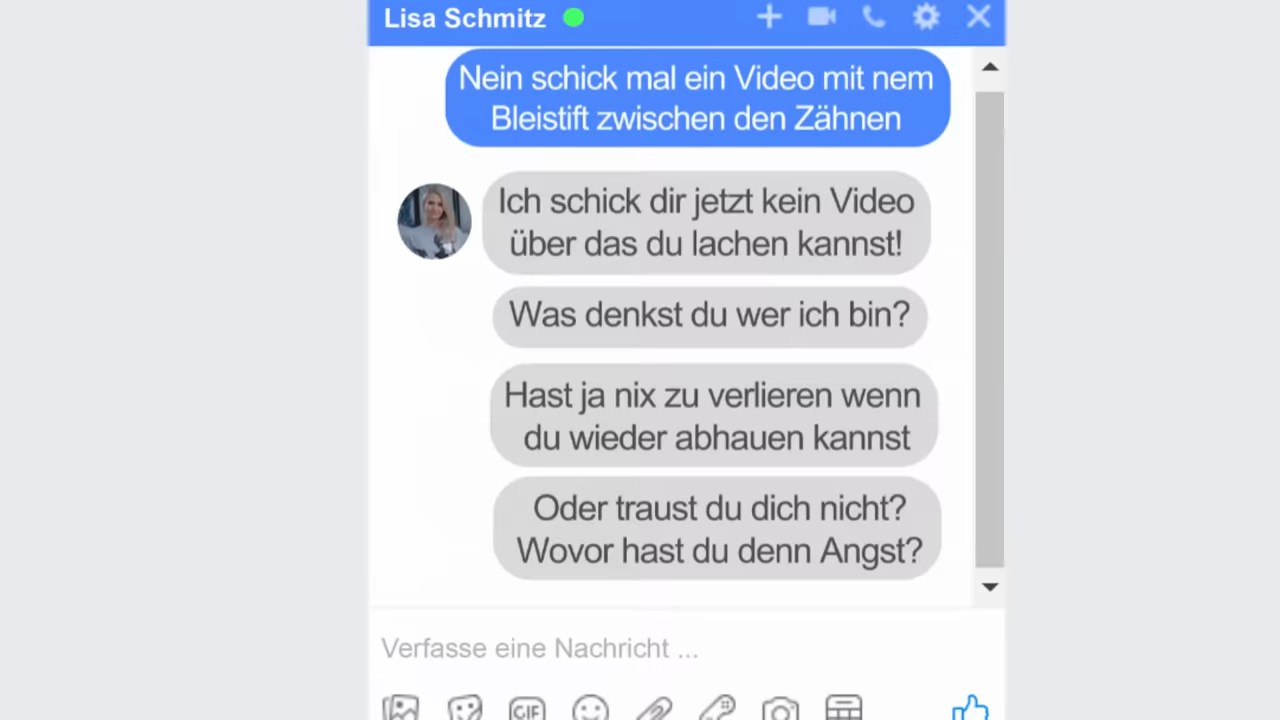 Lisa Schmitz
Nein schick mal ein Video mit nem
Bleistift zwischen den Zähnen
Ich schick dir jetzt kein Video
über das du lachen kannst!
Was denkst du wer ich bin?
Hast ja nix zu verlieren wenn
du wieder abhauen kannst
Oder traust du dich nicht?
Wovor hast du denn Angst?
Verfasse eine Nachricht ...
GIF